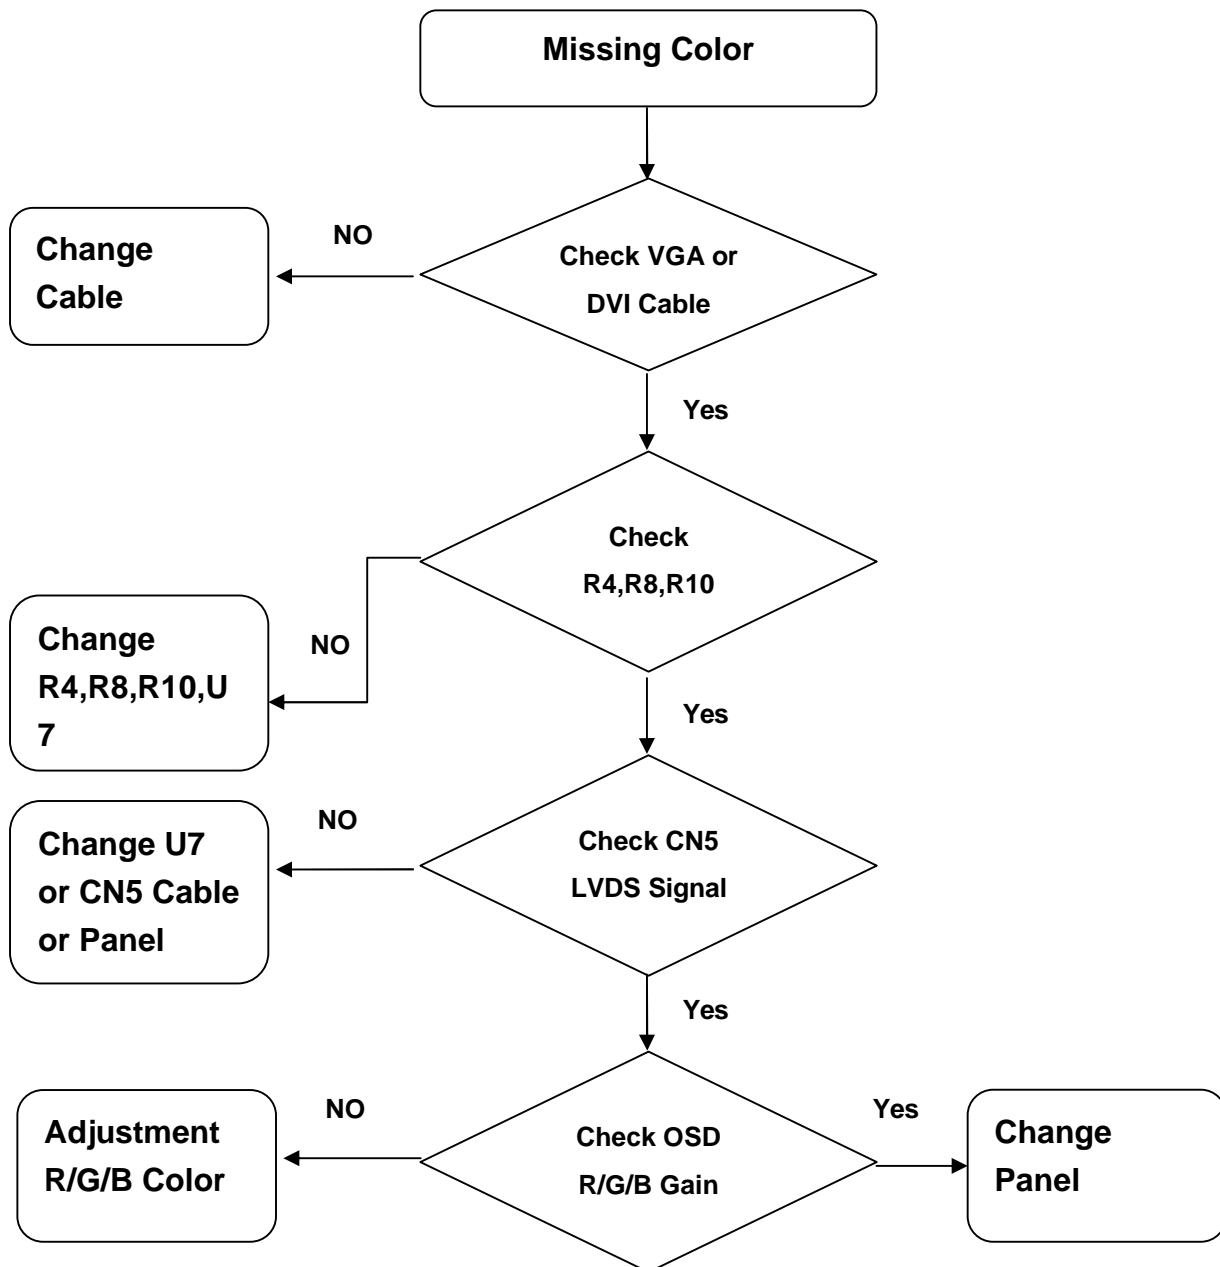 Missing Color
Change
Cable
NO
Check VGA or
DVI Cable
Yes
Check
R4,R8,R10
Change
R4,R8,R10,U
7
NO
Yes
Change U7
or CN5 Cable
or Panel
NO
Check CN5
LVDS Signal
Yes
Adjustment
R/G/B Color
NO
Check OSD
R/G/B Gain
Yes
Change
Panel